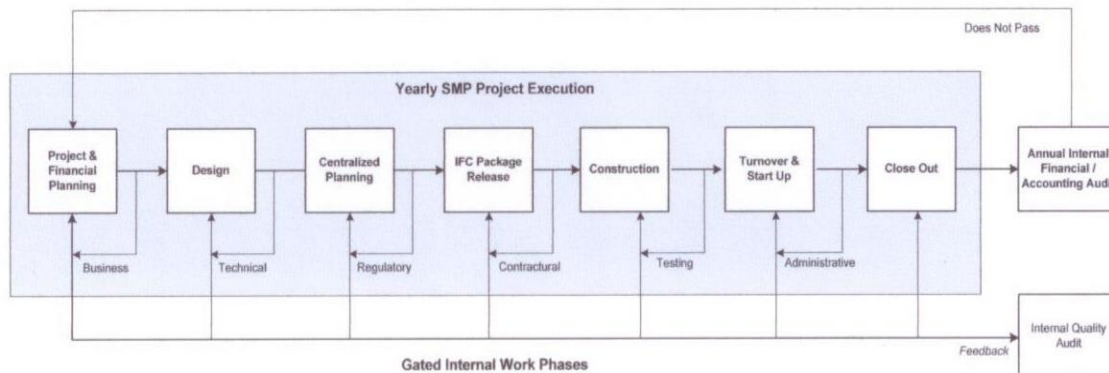 Does Not Pass
Yearly SMP Project Execution
Project &
Financial
Planning
Design
Centralized
Planning
IFC Package
Release
Construction
Turnover &
Start Up
Close Out
Annual Internal
Financial /
Accounting Audit
Business
Technical
Regulatory
Contractural
Testing
Administrative
Internal Quality
Audit
Feedback
Gated Internal Work Phases